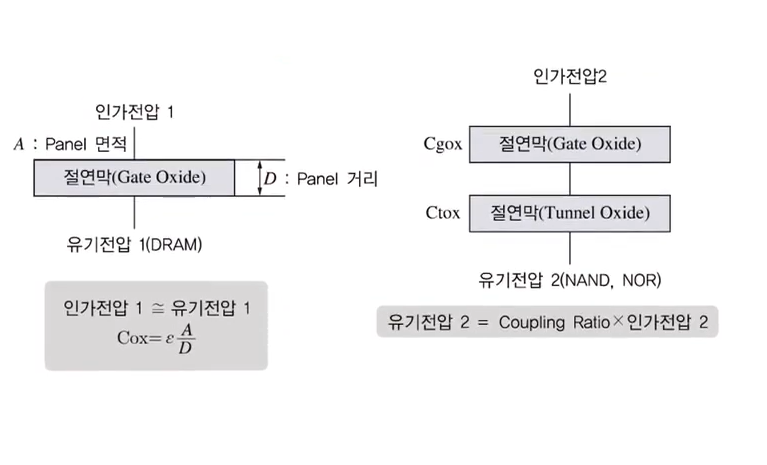 인가전압 1
A : Panel 면적
절연막(Gate Oxide)
D : Panel 거리
유기전압 1(DRAM)
인가전압 1 ≅ 유기전압 1
Cox=ε A/D
인가전압2
Cgox 절연막(Gate Oxide)
Ctox 절연막(Tunnel Oxide)
유기전압 2(NAND, NOR)
유기전압 2 = Coupling Ratio×인가전압 2